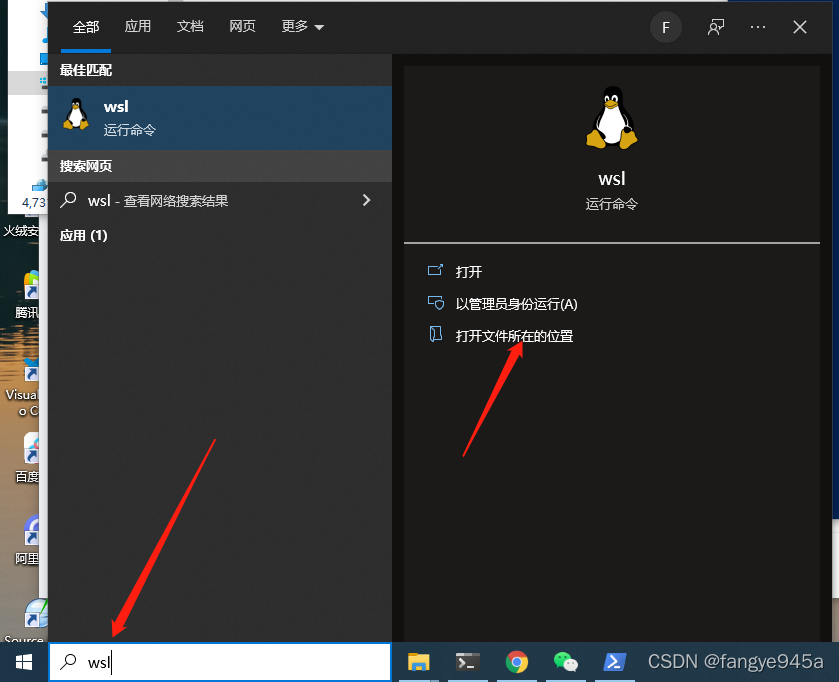 全部 应用 文档 网页 更多 F
最佳匹配
wsl
运行命令
搜索网页
wsl - 查看网络搜索结果
应用 (1)
wsl
运行命令
打开
以管理员身份运行(A)
打开文件所在的位置
4,73
火绒安
腾讯
Visua
o C
百度
阿里
Source
wsl
CSDN @fangye945a